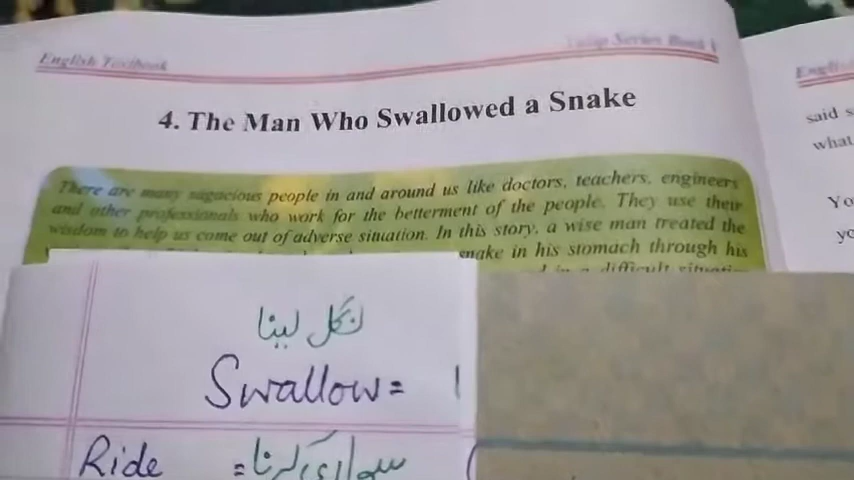 English Textbook
Tulip Series Book V
4. The Man Who Swallowed a Snake
There are many sagacious people in and around us like doctors, teachers, engineers
and other professionals who work for the betterment of the people. They use their
wisdom to help us come out of adverse situation. In this story, a wise man treated the
snake in his stomach through his
in a difficult
نگل لینا
Swallow =
Ride = سواری کرنا
said
what
Yo
yo